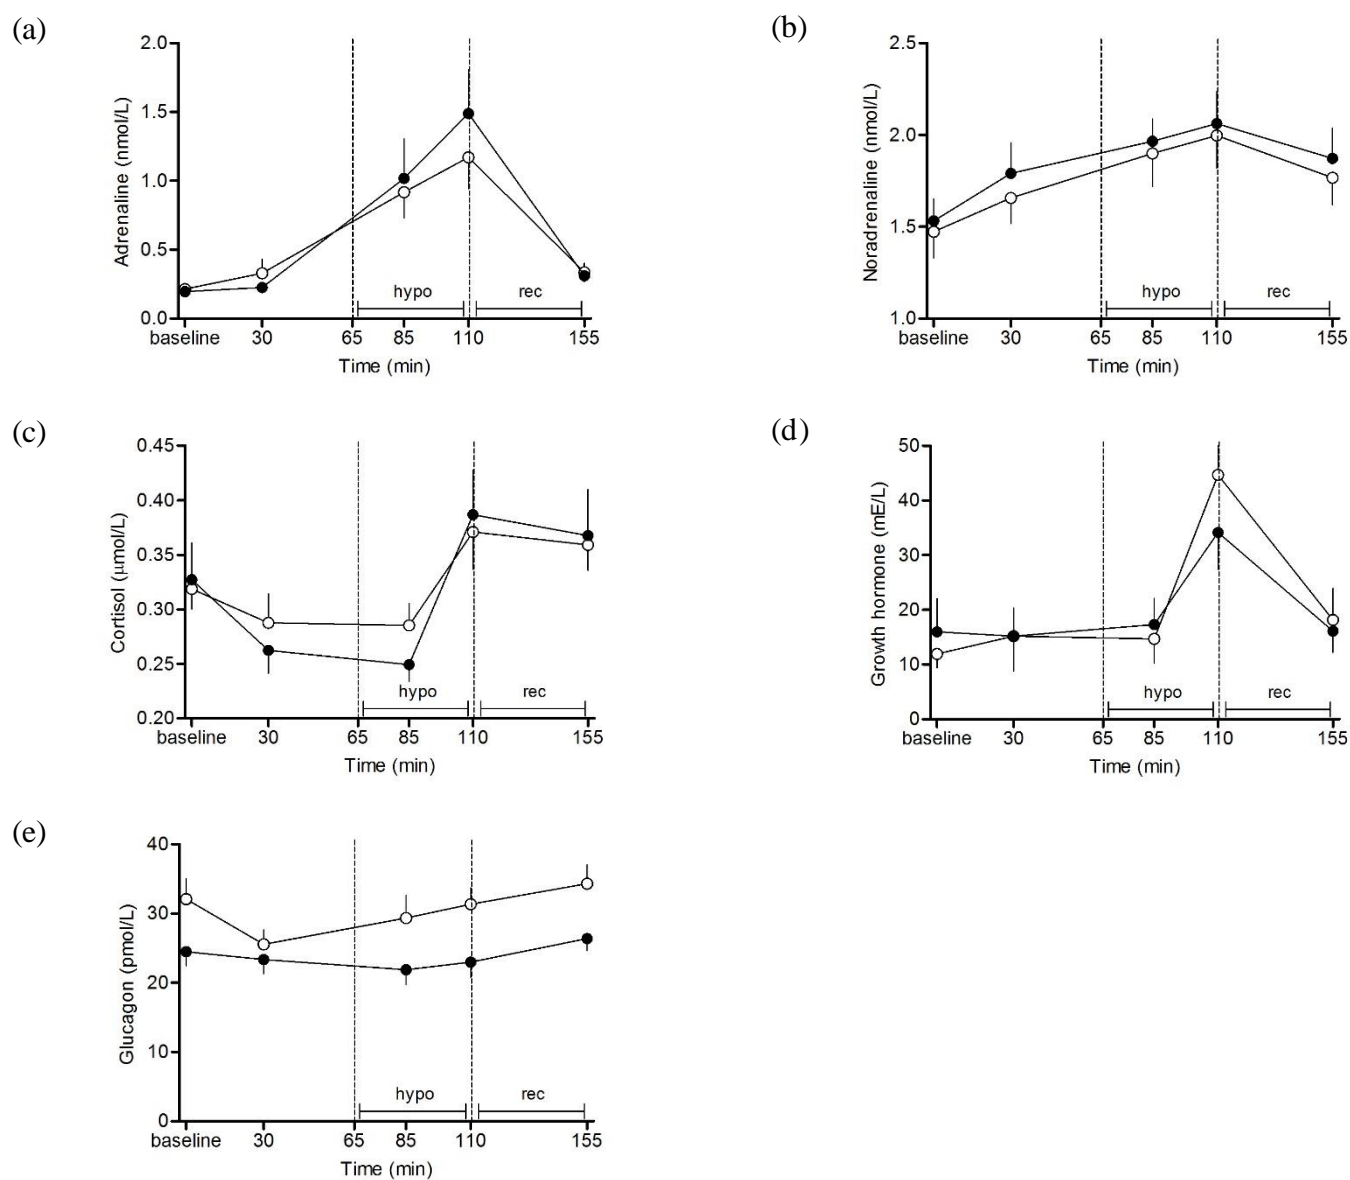 (a)
Adrenaline (nmol/L)
2.0
1.5
1.0
0.5
0.0
hypo rec
baseline 30 65 85 110 155
Time (min)
(b)
Noradrenaline (nmol/L)
2.5
2.0
1.5
1.0
hypo rec
baseline 30 65 85 110 155
Time (min)
(c)
Cortisol (μmol/L)
0.45
0.40
0.35
0.30
0.25
0.20
hypo rec
baseline 30 65 85 110 155
Time (min)
(d)
Growth hormone (mE/L)
50
40
30
20
10
0
hypo rec
baseline 30 65 85 110 155
Time (min)
(e)
Glucagon (pmol/L)
40
30
20
10
0
hypo rec
baseline 30 65 85 110 155
Time (min)